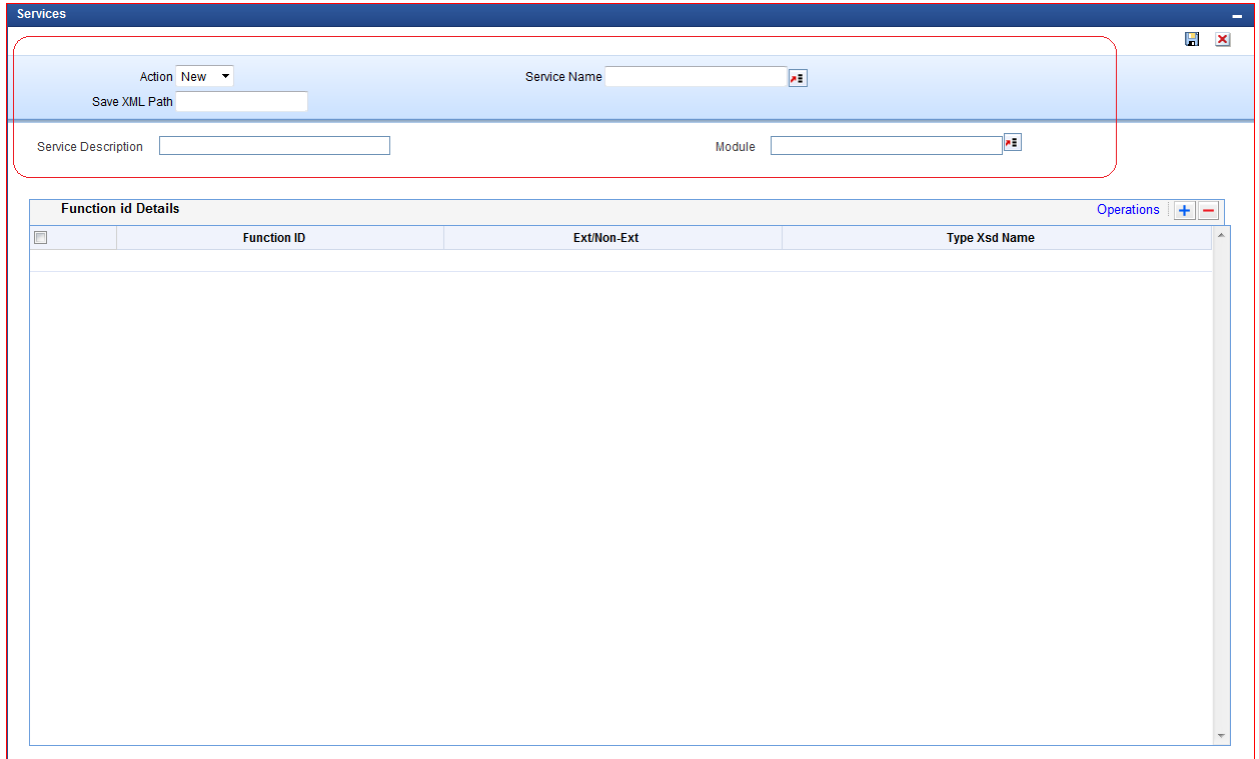 Services
Action New Service Name
Save XML Path
Service Description Module
Function id Details Operations
Function ID Ext/Non-Ext Type Xsd Name